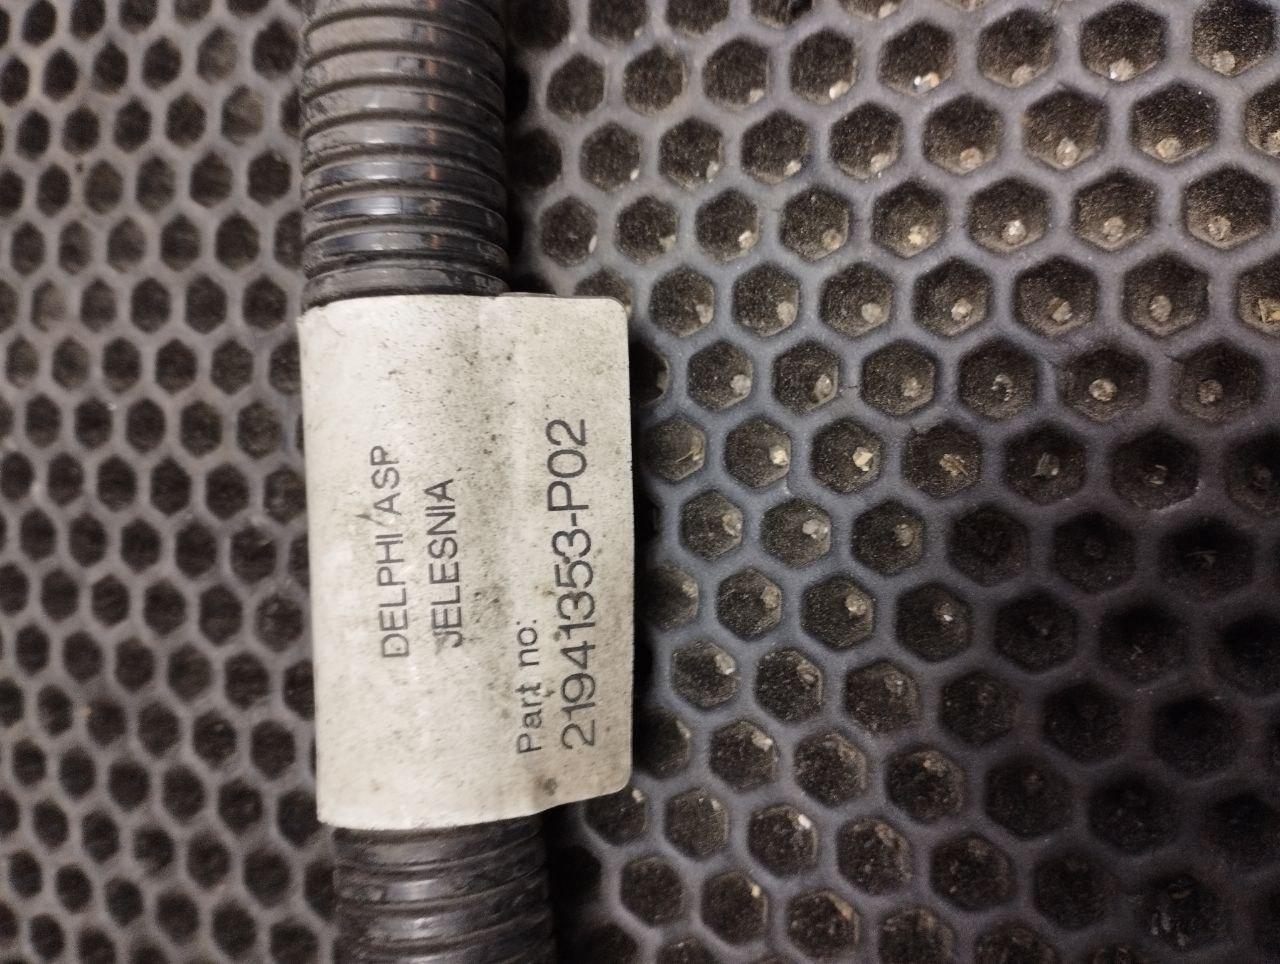 DELPHI ASP
JELESNIA
Part no:
21941353-P02